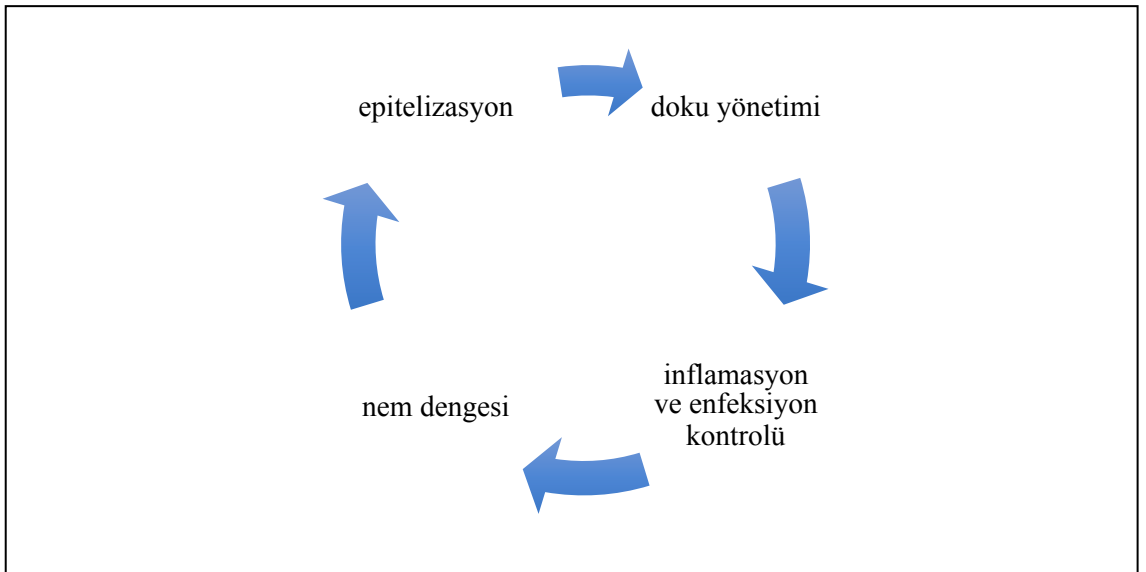 epitelizasyon
doku yönetimi
inflamasyon
ve enfeksiyon
kontrolü
nem dengesi